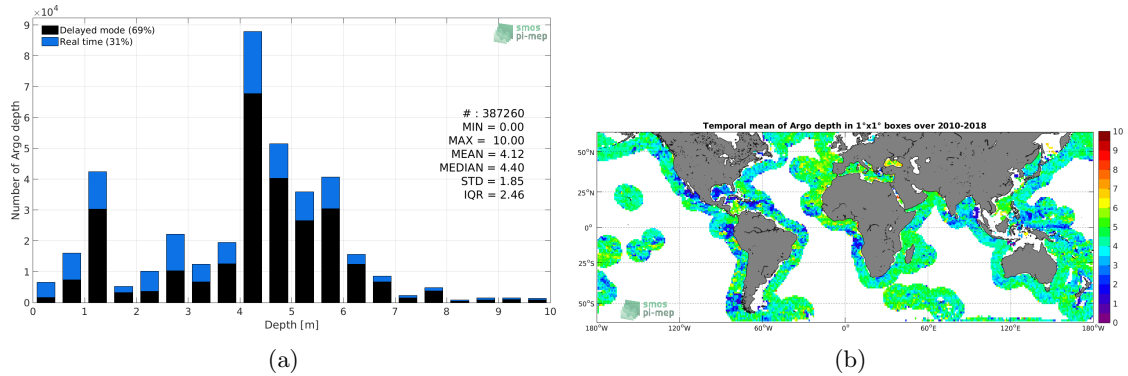 ×10⁴
9
8
7
6
5
4
3
2
1
0
Number of Argo depth
Delayed mode (69%)
Real time (31%)
smos
pi-mep
# : 387260
MIN = 0.00
MAX = 10.00
MEAN = 4.12
MEDIAN = 4.40
STD = 1.85
IQR = 2.46
0 1 2 3 4 5 6 7 8 9 10
Depth [m]
(a)
Temporal mean of Argo depth in 1°x1° boxes over 2010-2018
50°N
25°N
0°
25°S
50°S
smos
pi-mep
180°W 120°W 60°W 0° 60°E 120°E 180°W
10
9
8
7
6
5
4
3
2
1
0
(b)